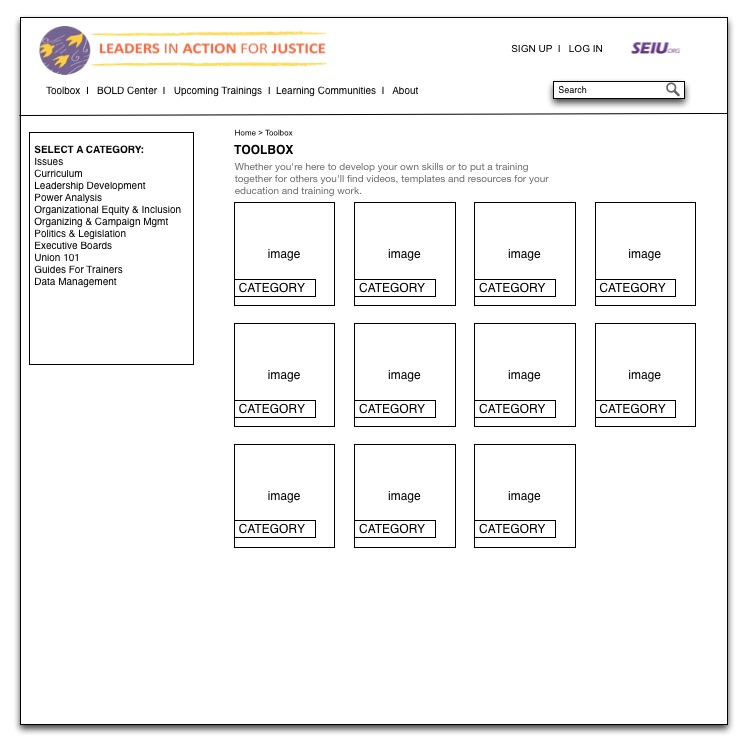 LEADERS IN ACTION FOR JUSTICE
SIGN UP I LOG IN
SEIU.ORG
Toolbox I BOLD Center I Upcoming Trainings I Learning Communities I About
Search
SELECT A CATEGORY:
Issues
Curriculum
Leadership Development
Power Analysis
Organizational Equity & Inclusion
Organizing & Campaign Mgmt
Politics & Legislation
Executive Boards
Union 101
Guides For Trainers
Data Management
Home > Toolbox
TOOLBOX
Whether you're here to develop your own skills or to put a training
together for others you'll find videos, templates and resources for your
education and training work.
image image image image
CATEGORY CATEGORY CATEGORY CATEGORY
image image image image
CATEGORY CATEGORY CATEGORY CATEGORY
image image image
CATEGORY CATEGORY CATEGORY